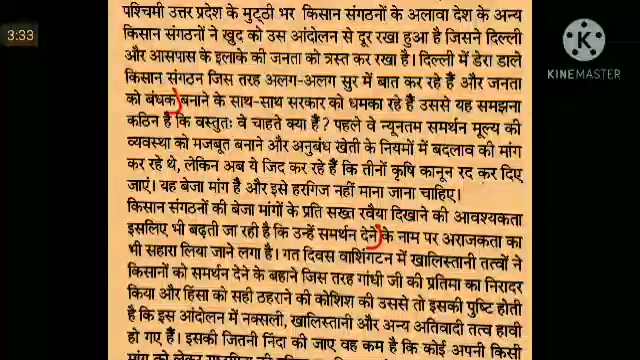 3:33
पश्चिमी उत्तर प्रदेश के मुट्ठी भर किसान संगठनों के अलावा देश के अन्य
किसान संगठनों ने खुद को उस आंदोलन से दूर रखा हुआ है जिसने दिल्ली
और आसपास के इलाके की जनता को त्रस्त कर रखा है। दिल्ली में डेरा डाले
किसान संगठन जिस तरह अलग-अलग सुर में बात कर रहे हैं और जनता
को बंधक बनाने के साथ-साथ सरकार को धमका रहे हैं उससे यह समझना
कठिन है कि वस्तुतः वे चाहते क्या हैं? पहले वे न्यूनतम समर्थन मूल्य की
व्यवस्था को मजबूत बनाने और अनुबंध खेती के नियमों में बदलाव की मांग
कर रहे थे, लेकिन अब ये जिद कर रहे हैं कि तीनों कृषि कानून रद कर दिए
जाएं। यह बेजा मांग है और इसे हरगिज नहीं माना जाना चाहिए।
किसान संगठनों की बेजा मांगों के प्रति सख्त रवैया दिखाने की आवश्यकता
इसलिए भी बढ़ती जा रही है कि उन्हें समर्थन देने के नाम पर अराजकता का
भी सहारा लिया जाने लगा है। गत दिवस वाशिंगटन में खालिस्तानी तत्वों ने
किसानों को समर्थन देने के बहाने जिस तरह गांधी जी की प्रतिमा का निरादर
किया और हिंसा को सही ठहराने की कोशिश की उससे तो इसकी पुष्टि होती
है कि इस आंदोलन में नक्सली, खालिस्तानी और अन्य अतिवादी तत्व हावी
हो गए हैं। इसकी जितनी निंदा की जाए वह कम है कि कोई अपनी किसी
मांग को लेकर
KINEMASTER